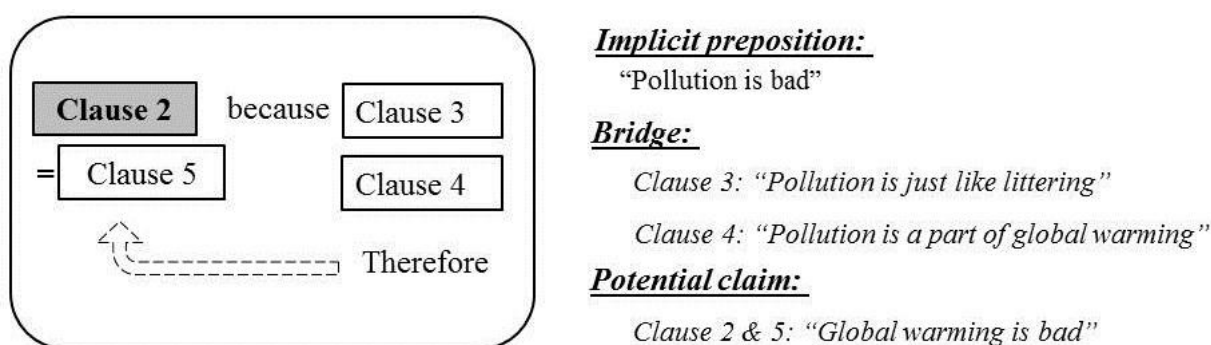 Clause 2 because Clause 3
= Clause 5
Clause 4
Therefore
Implicit preposition:
“Pollution is bad”
Bridge:
Clause 3: “Pollution is just like littering”
Clause 4: “Pollution is a part of global warming”
Potential claim:
Clause 2 & 5: “Global warming is bad”